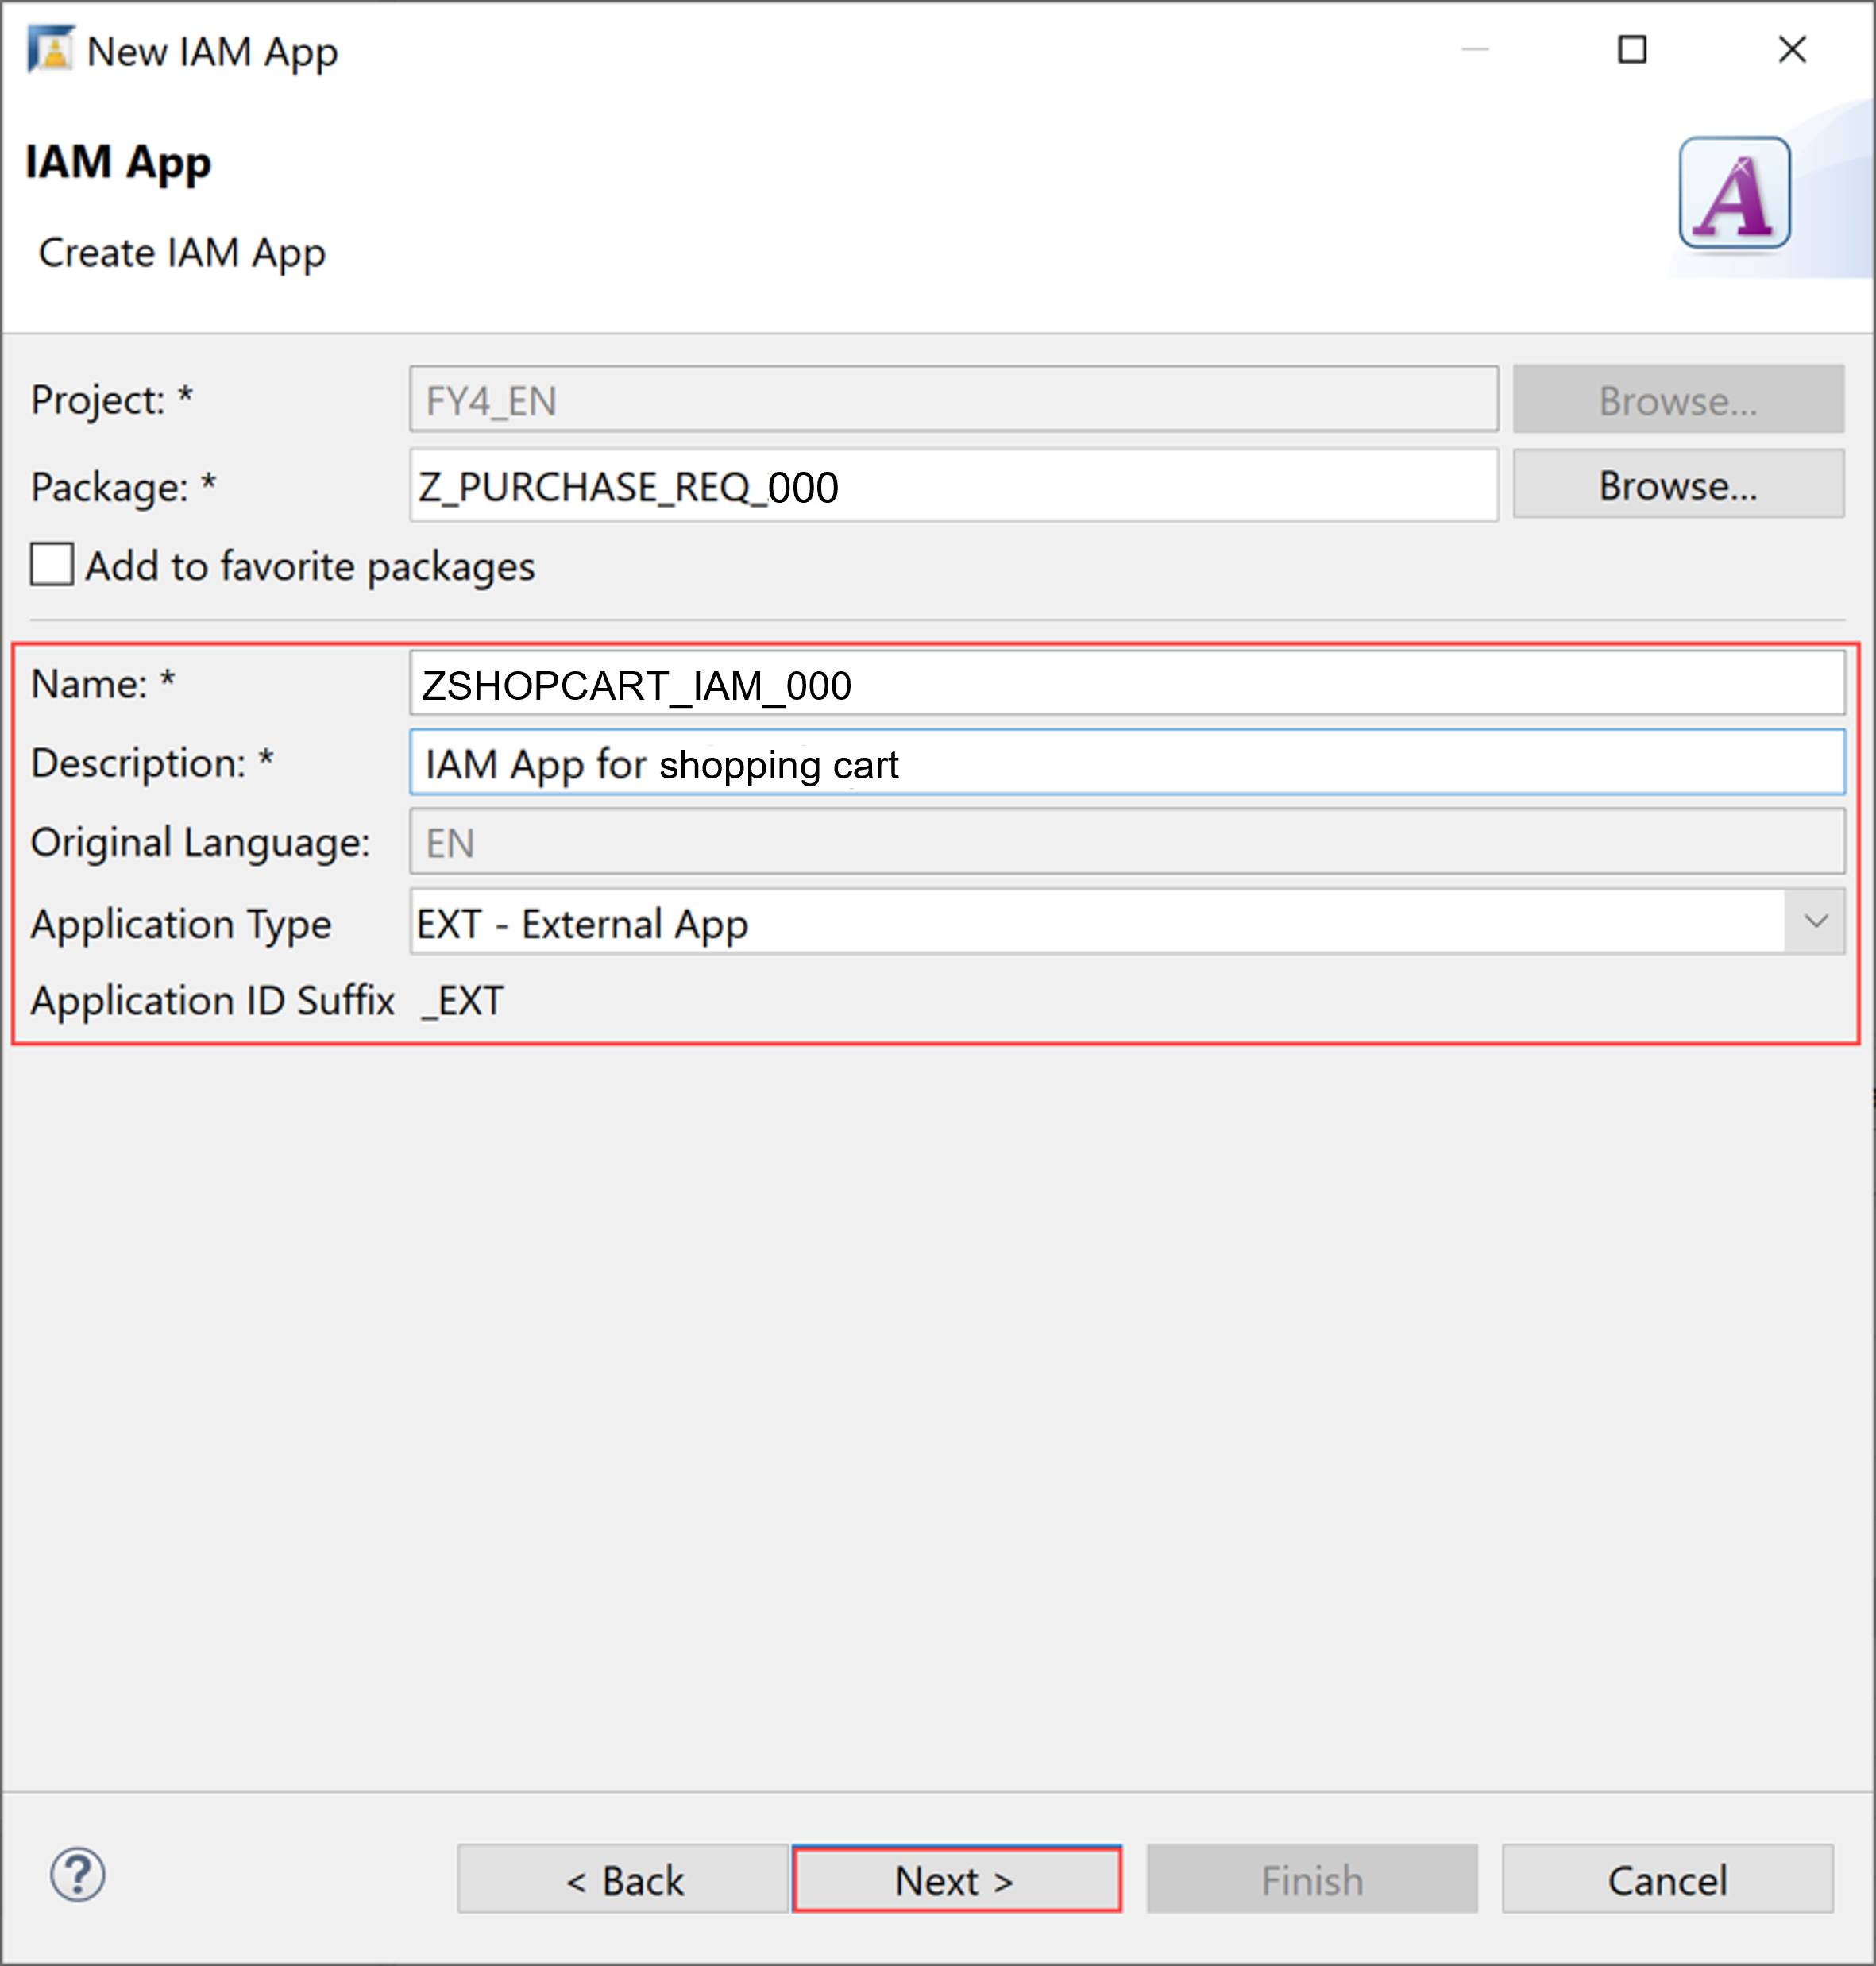 New IAM App
IAM App
Create IAM App
Project: * FY4_EN Browse...
Package: * Z_PURCHASE_REQ_000 Browse...
Add to favorite packages
Name: * ZSHOPCART_IAM_000
Description: * IAM App for shopping cart
Original Language: EN
Application Type EXT - External App
Application ID Suffix _EXT
? < Back Next > Finish Cancel